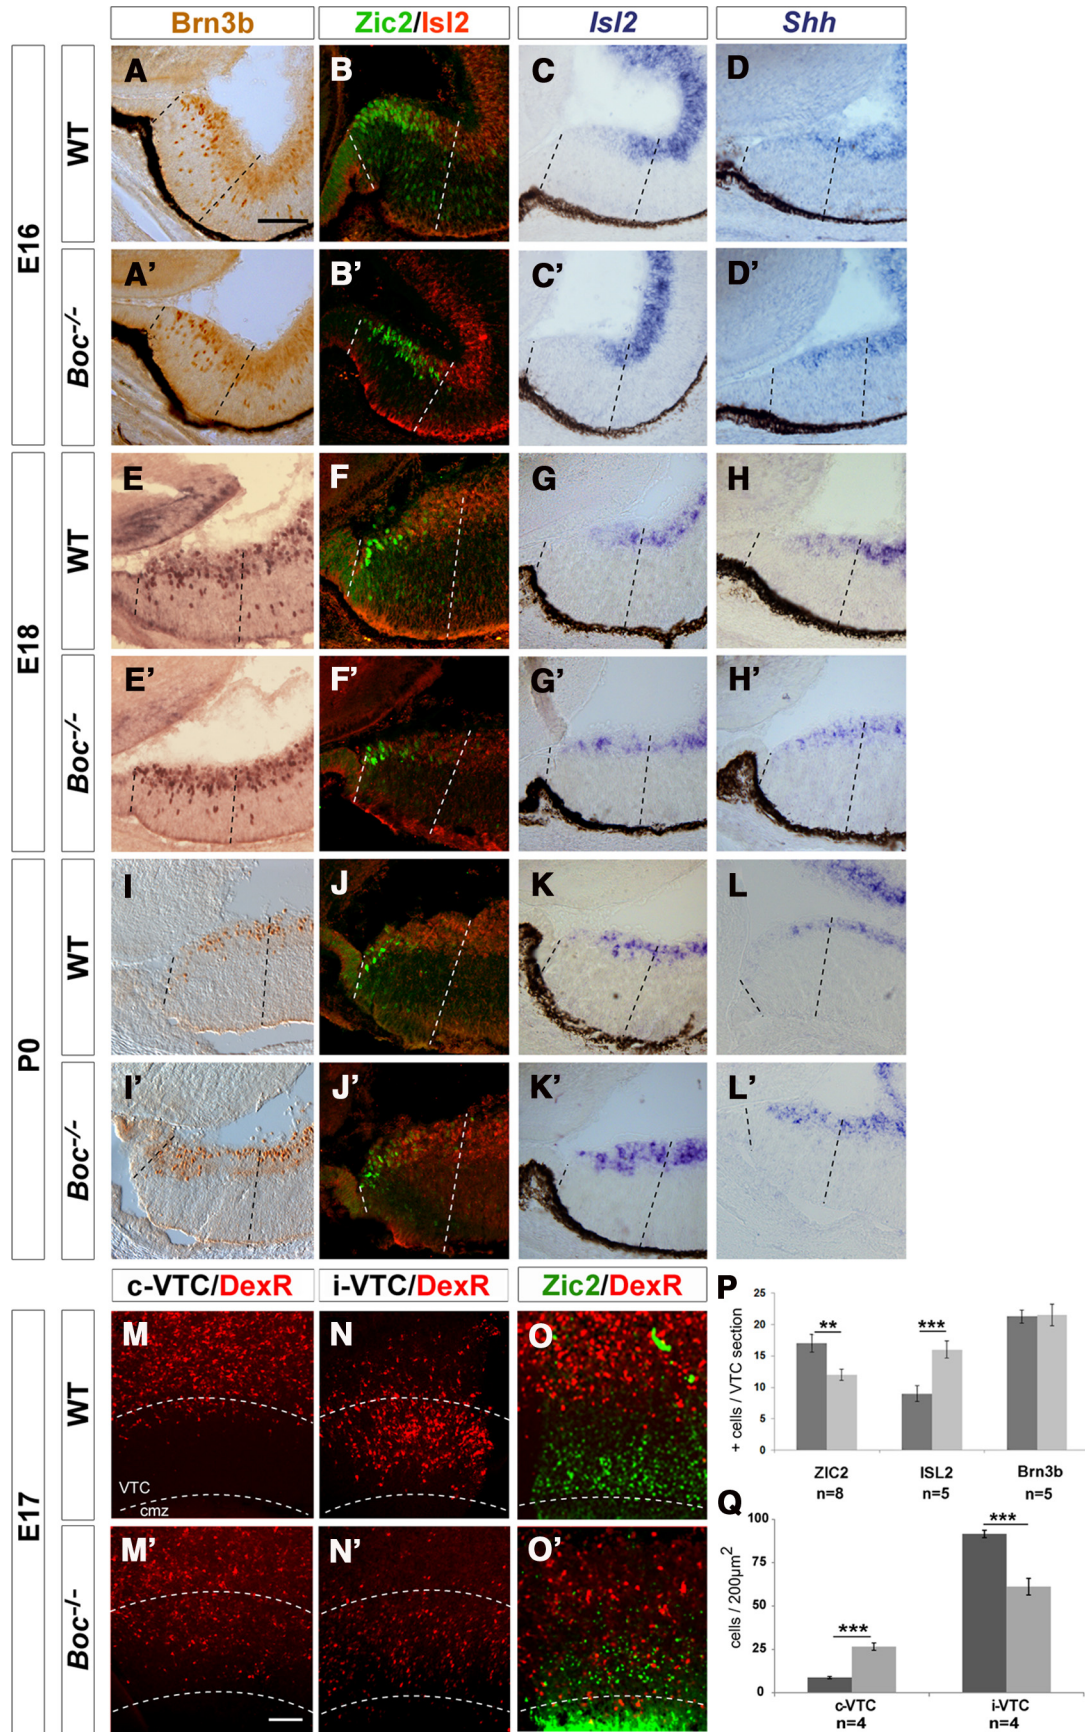 Brn3b Zic2/Isl2 Isl2 Shh
E16
WT
A B C D
Boc-/-
A' B' C' D'
E18
WT
E F G H
Boc-/-
E' F' G' H'
P0
WT
I J K L
Boc-/-
I' J' K' L'
c-VTC/DexR i-VTC/DexR Zic2/DexR
E17
WT
M N O
VTC
cmz
Boc-/-
M' N' O'
P
+ cells / VTC section
25
20
15
10
5
0
** ***
ZIC2 ISL2 Brn3b
n=8 n=5 n=5
Q
cells / 200µm²
100
75
50
25
0
*** ***
c-VTC i-VTC
n=4 n=4